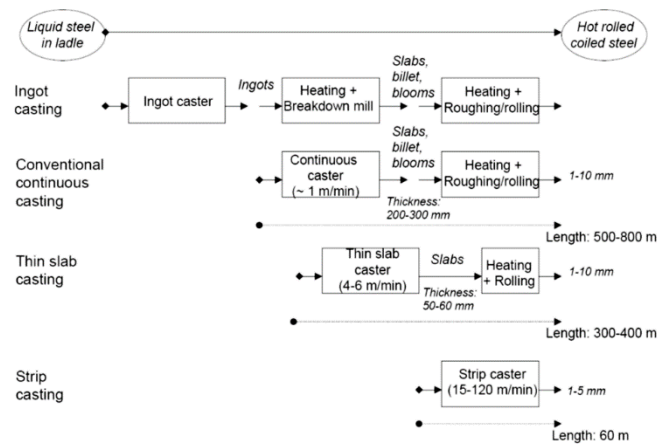 Liquid steel
in ladle
Hot rolled
coiled steel
Ingot
casting
Ingot caster
Ingots
Heating +
Breakdown mill
Slabs,
billet,
blooms
Heating +
Roughing/rolling
Conventional
continuous
casting
Continuous
caster
(~ 1 m/min)
Slabs,
billet,
blooms
Thickness:
200-300 mm
Heating +
Roughing/rolling
1-10 mm
Length: 500-800 m
Thin slab
casting
Thin slab
caster
(4-6 m/min)
Slabs
Thickness:
50-60 mm
Heating
+ Rolling
1-10 mm
Length: 300-400 m
Strip
casting
Strip caster
(15-120 m/min)
1-5 mm
Length: 60 m